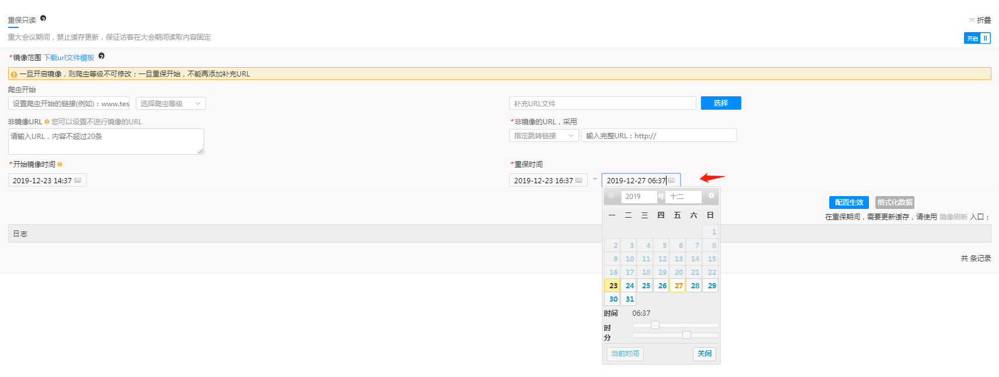 重保只读
折叠
重大会议期间，禁止缓存更新，保证访客在大会期间读取内容固定
开启
*镜像范围 下载url文件模板
一旦开启镜像，则爬虫等级不可修改；一旦重保开始，不能再添加补充URL
爬虫开始
设置爬虫开始的链接(例如)：www.tes
选择爬虫等级
补充URL文件
选择
非镜像URL 您可以设置不进行镜像的URL
*非镜像的URL，采用
请输入URL，内容不超过20条
指定跳转链接
输入完整URL：http://
*开始镜像时间
*重保时间
2019-12-23 14:37
2019-12-23 16:37 ~ 2019-12-27 06:37
2019 年 十二
配置生效 格式化数据
在重保期间，需要更新缓存，请使用 镜像刷新 入口；
一 二 三 四 五 六 日
日志
1
2 3 4 5 6 7 8
9 10 11 12 13 14 15
共 条记录
16 17 18 19 20 21 22
23 24 25 26 27 28 29
30 31
时间 06:37
时
分
当前时间 关闭